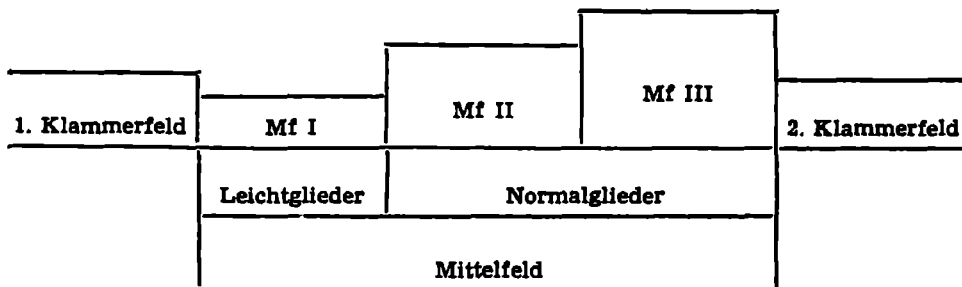 1. Klammerfeld Mf I Mf II Mf III 2. Klammerfeld
Leichtglieder Normalglieder
Mittelfeld